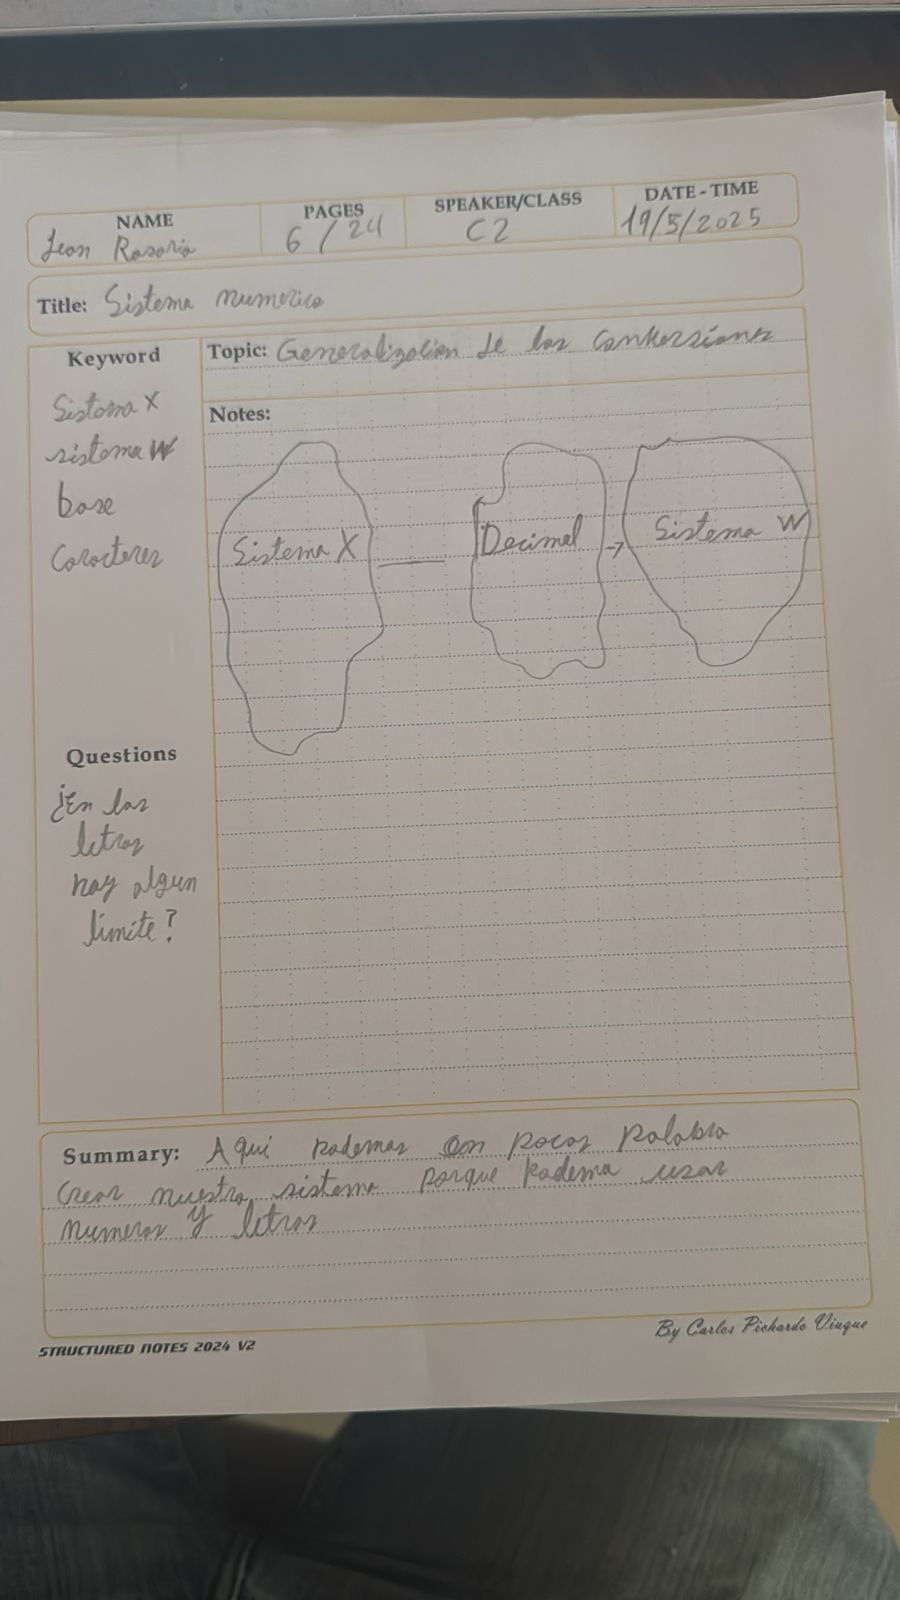 NAME
Jean Rosario
PAGES
6 / 24
SPEAKER/CLASS
C2
DATE - TIME
19/5/2025
Title: Sistema numerico
Keyword
Sistema X
sistema W
base
Caracteres
Topic: Generalizacion de las conversiones
Notes:
Sistema X
Decimal
→
Sistema W
Questions
¿En las
letras
hay algun
limite?
Summary: Aqui podemas en pocas palabra
Crear nuestro sistema porque podema usar
numeros y letras
STRUCTURED NOTES 2024 V2
By Carlos Pichardo Viuque